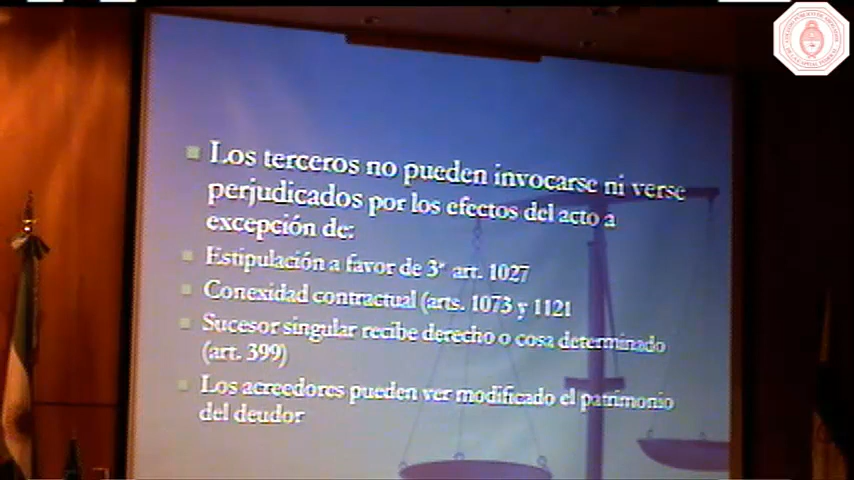 Los terceros no pueden invocarse ni verse
perjudicados por los efectos del acto a
excepción de:
Estipulación a favor de 3º art. 1027
Conexidad contractual (arts. 1073 y 1121
Sucesor singular recibe derecho o cosa determinado
(art. 399)
Los acreedores pueden ver modificado el patrimonio
del deudor